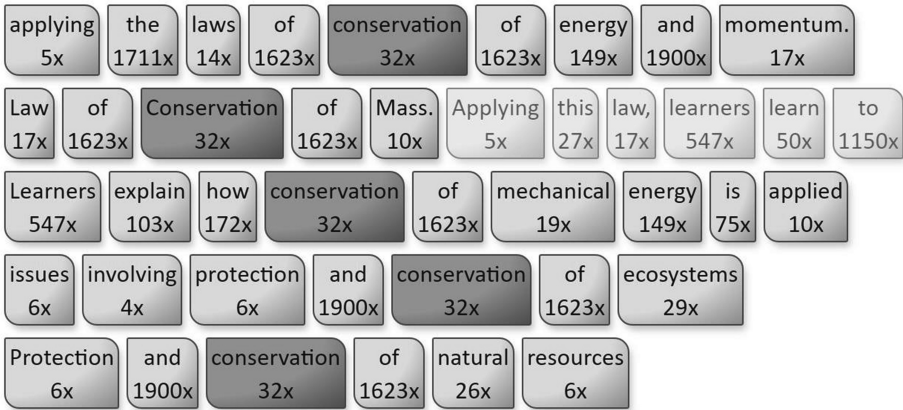 applying the laws of conservation of energy and momentum.
5x 1711x 14x 1623x 32x 1623x 149x 1900x 17x
Law of Conservation of Mass. Applying this law, learners learn to
17x 1623x 32x 1623x 10x 5x 27x 17x 547x 50x 1150x
Learners explain how conservation of mechanical energy is applied
547x 103x 172x 32x 1623x 19x 149x 75x 10x
issues involving protection and conservation of ecosystems
6x 4x 6x 1900x 32x 1623x 29x
Protection and conservation of natural resources
6x 1900x 32x 1623x 26x 6x